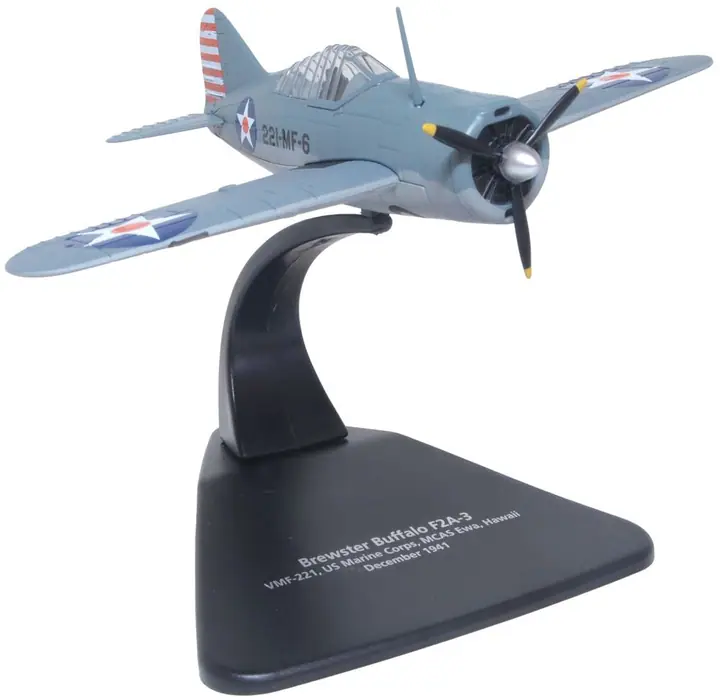 221-MF-6
Brewster Buffalo F2A-3
VMF-221, US Marine Corps, MCAS Ewa, Hawaii
December 1941